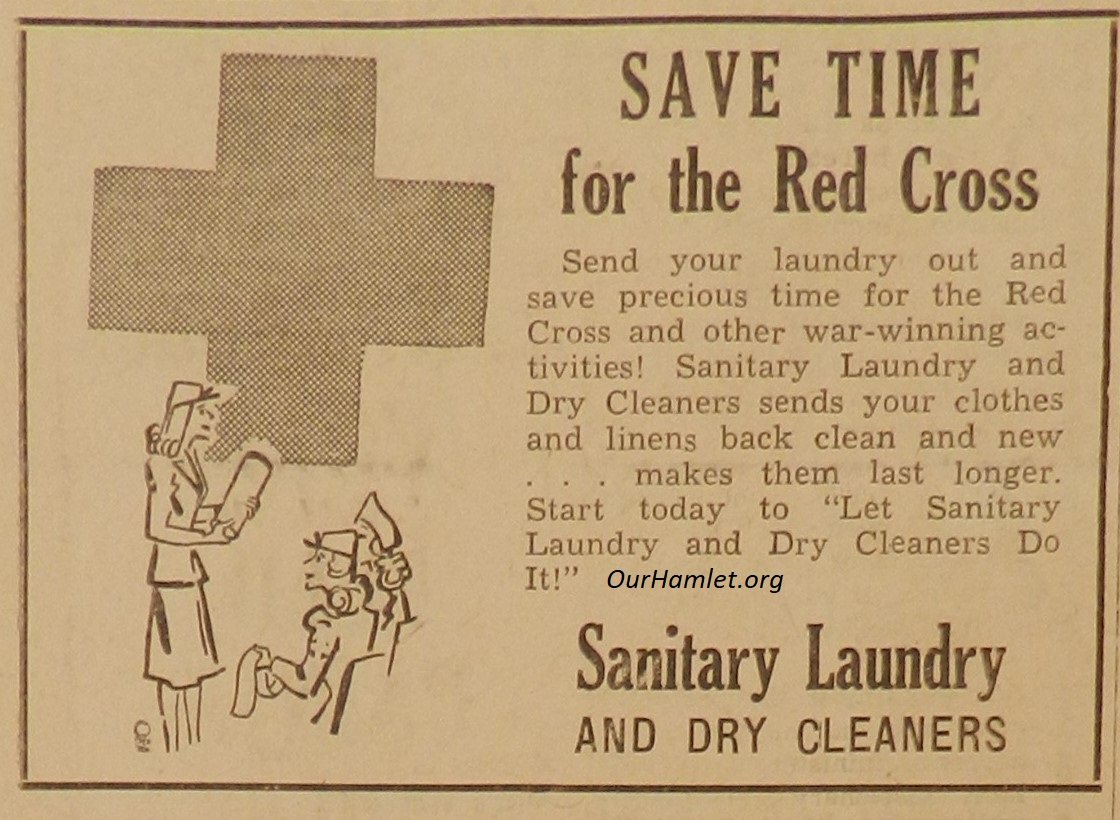 SAVE TIME
for the Red Cross
Send your laundry out and
save precious time for the Red
Cross and other war-winning ac-
tivities! Sanitary Laundry and
Dry Cleaners sends your clothes
and linens back clean and new
. . . makes them last longer.
Start today to “Let Sanitary
Laundry and Dry Cleaners Do
It!” OurHamlet.org
Sanitary Laundry
AND DRY CLEANERS